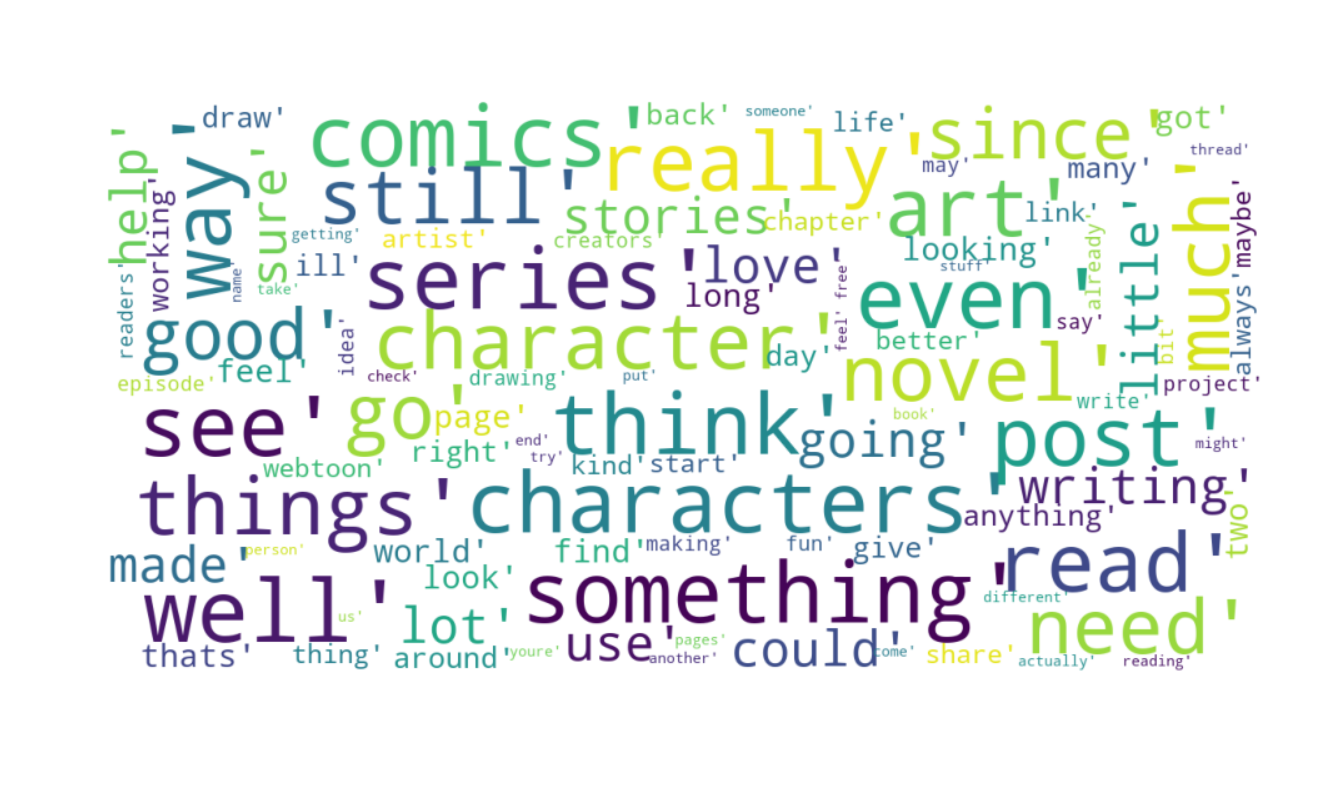 draw'
comics'
back'
someone'
life'
since'
got'
help'
way'
sure'
really'
may'
many'
thread'
working'
still'
stories'
chapter'
art'
link'
much'
maybe'
getting'
artist'
creators'
looking'
already'
little'
readers'
name'
take'
ill'
series'
love'
long'
stuff'
feel free'
even'
say'
always'
good'
idea'
character'
day'
better'
bit'
episode'
feel'
check'
drawing'
put'
novel'
write'
project'
see'
go'
page'
think'
book'
going'
post'
might'
right'
end'
try'
webtoon'
kind'
start'
things'
characters'
writing'
anything'
two'
made'
person'
world'
find'
making'
fun'
give'
read'
look'
well'
us'
lot'
something'
different'
need'
thats'
thing'
around'
youre'
use'
pages'
another'
could'
come'
share'
actually'
reading'